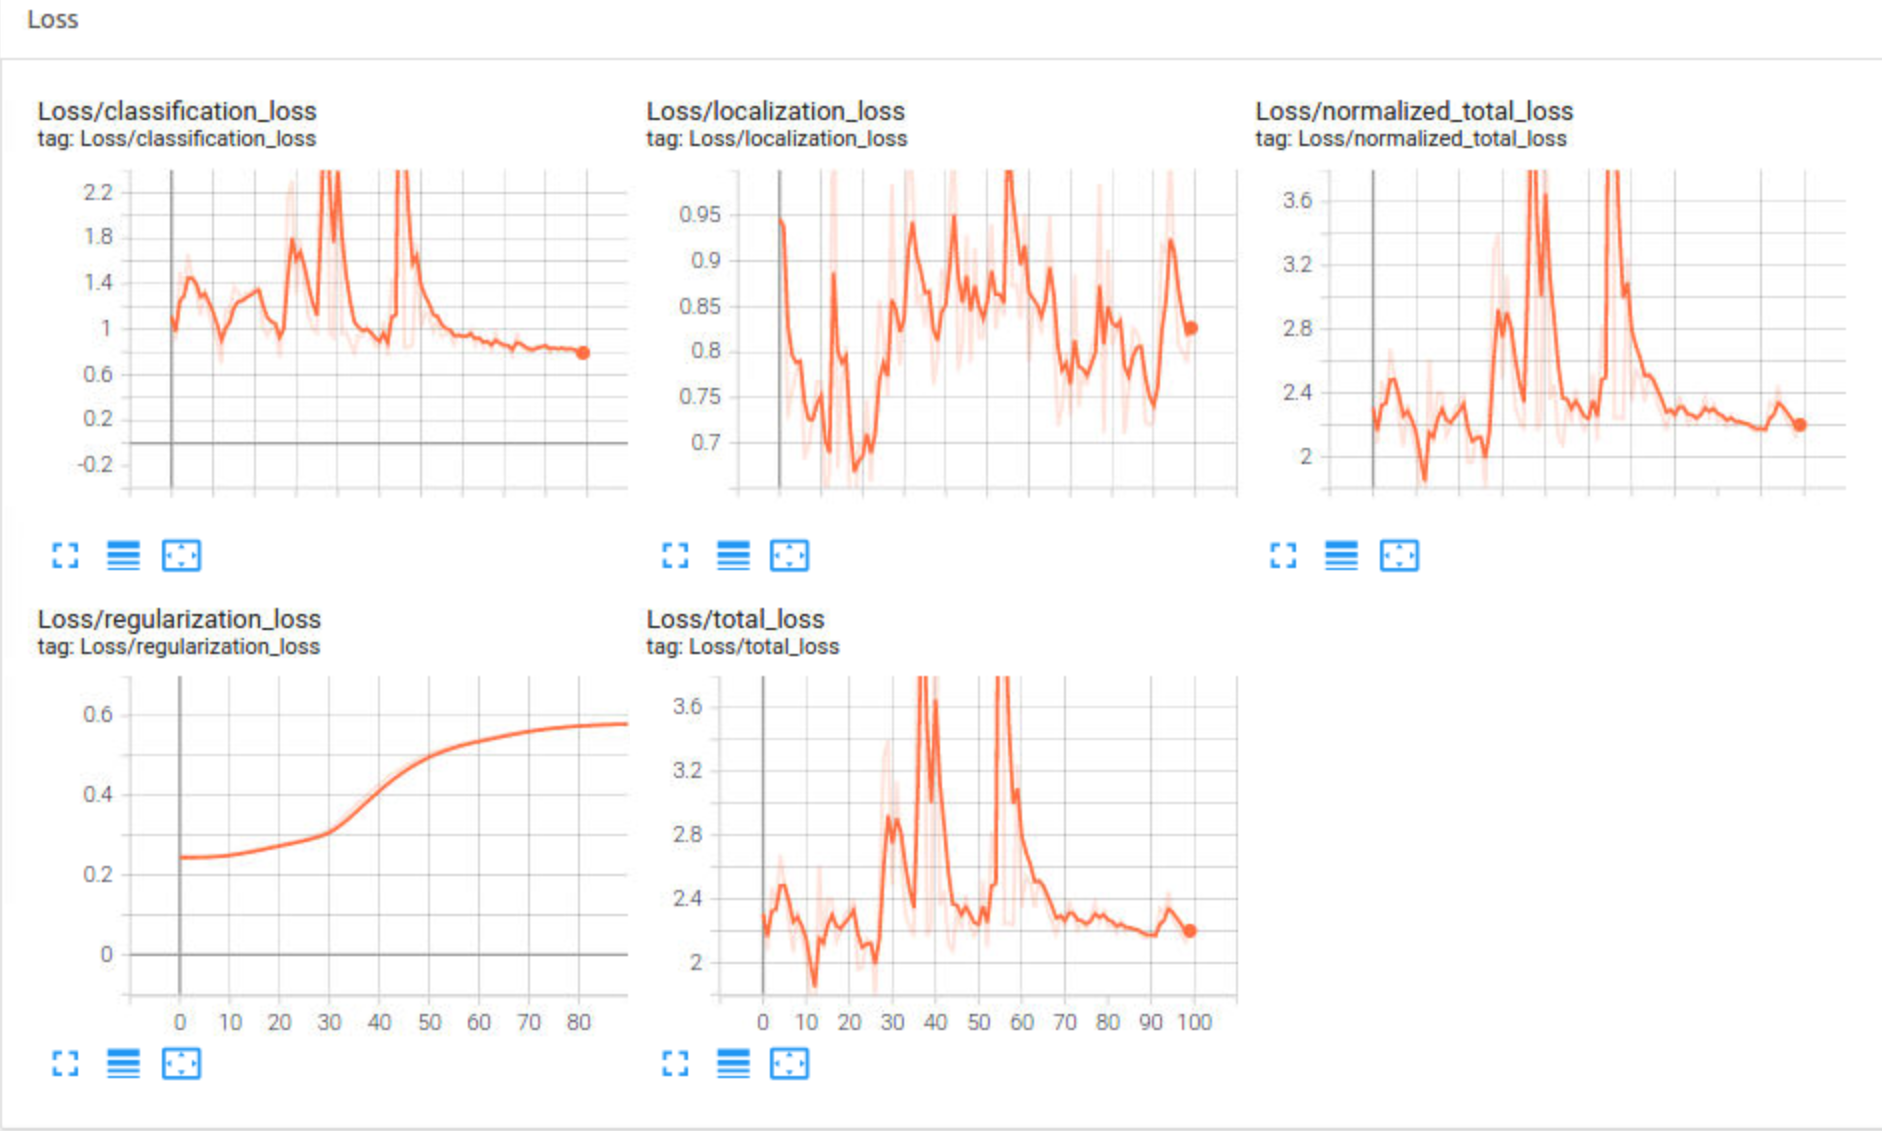 Loss
Loss/classification_loss
tag: Loss/classification_loss
2.2
1.8
1.4
1
0.6
0.2
-0.2
Loss/localization_loss
tag: Loss/localization_loss
0.95
0.9
0.85
0.8
0.75
0.7
Loss/normalized_total_loss
tag: Loss/normalized_total_loss
3.6
3.2
2.8
2.4
2
Loss/regularization_loss
tag: Loss/regularization_loss
0.6
0.4
0.2
0
0 10 20 30 40 50 60 70 80
Loss/total_loss
tag: Loss/total_loss
3.6
3.2
2.8
2.4
2
0 10 20 30 40 50 60 70 80 90 100